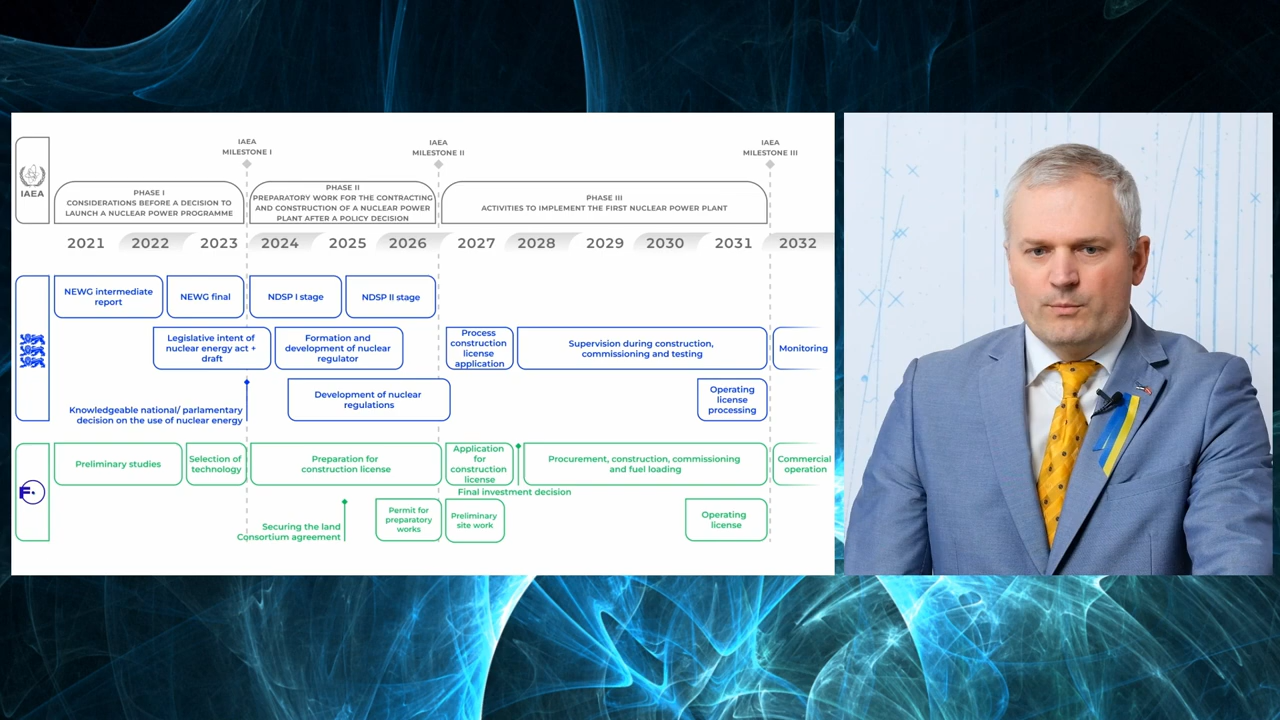 IAEA
MILESTONE I
IAEA
MILESTONE II
IAEA
MILESTONE III
IAEA
PHASE I
CONSIDERATIONS BEFORE A DECISION TO
LAUNCH A NUCLEAR POWER PROGRAMME
PHASE II
PREPARATORY WORK FOR THE CONTRACTING
AND CONSTRUCTION OF A NUCLEAR POWER
PLANT AFTER A POLICY DECISION
PHASE III
ACTIVITIES TO IMPLEMENT THE FIRST NUCLEAR POWER PLANT
2021 2022 2023 2024 2025 2026 2027 2028 2029 2030 2031 2032
NEWG intermediate
report
NEWG final
NDSP I stage
NDSP II stage
Legislative intent of
nuclear energy act +
draft
Formation and
development of nuclear
regulator
Process
construction
license
application
Supervision during construction,
commissioning and testing
Monitoring
Knowledgeable national/ parlamentary
decision on the use of nuclear energy
Development of nuclear
regulations
Operating
license
processing
Preliminary studies
Selection of
technology
Preparation for
construction license
Application
for
construction
license
Procurement, construction, commissioning
and fuel loading
Commercial
operation
Final investment decision
F.
Securing the land
Consortium agreement
Permit for
preparatory
works
Preliminary
site work
Operating
license